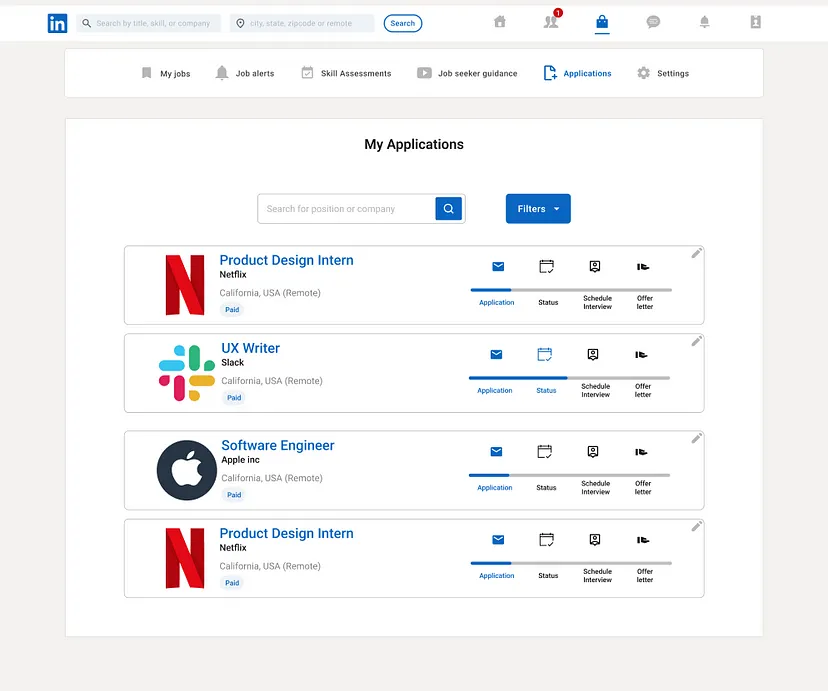 in
Search by title, skill, or company
city, state, zipcode or remote
Search
1
My jobs
Job alerts
Skill Assessments
Job seeker guidance
Applications
Settings
My Applications
Search for position or company
Filters
Product Design Intern
Netflix
California, USA (Remote)
Paid
Application
Status
Schedule
Interview
Offer
letter
UX Writer
Slack
California, USA (Remote)
Paid
Application
Status
Schedule
Interview
Offer
letter
Software Engineer
Apple inc
California, USA (Remote)
Paid
Application
Status
Schedule
Interview
Offer
letter
Product Design Intern
Netflix
California, USA (Remote)
Paid
Application
Status
Schedule
Interview
Offer
letter